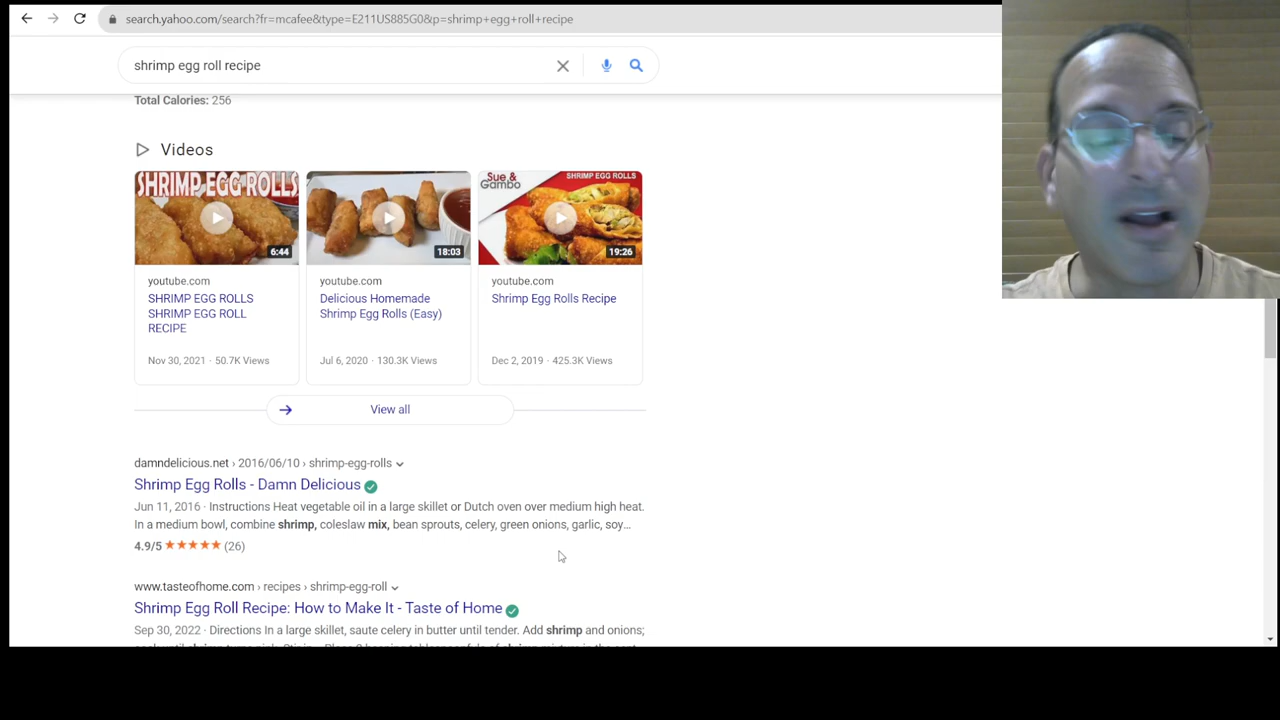 search.yahoo.com/search?fr=mcafee&type=E211US885G0&p=shrimp+egg+roll+recipe
shrimp egg roll recipe
Total Calories: 256
Videos
SHRIMP EGG ROLLS
6:44
18:03
Sue &
Gambo
SHRIMP EGG ROLLS
19:26
youtube.com
SHRIMP EGG ROLLS
SHRIMP EGG ROLL
RECIPE
Nov 30, 2021 · 50.7K Views
youtube.com
Delicious Homemade
Shrimp Egg Rolls (Easy)
Jul 6, 2020 · 130.3K Views
youtube.com
Shrimp Egg Rolls Recipe
Dec 2, 2019 · 425.3K Views
View all
damndelicious.net › 2016/06/10 › shrimp-egg-rolls
Shrimp Egg Rolls - Damn Delicious
Jun 11, 2016 · Instructions Heat vegetable oil in a large skillet or Dutch oven over medium high heat.
In a medium bowl, combine shrimp, coleslaw mix, bean sprouts, celery, green onions, garlic, soy...
4.9/5 ★★★★★ (26)
www.tasteofhome.com › recipes › shrimp-egg-roll
Shrimp Egg Roll Recipe: How to Make It - Taste of Home
Sep 30, 2022 · Directions In a large skillet, saute celery in butter until tender. Add shrimp and onions;